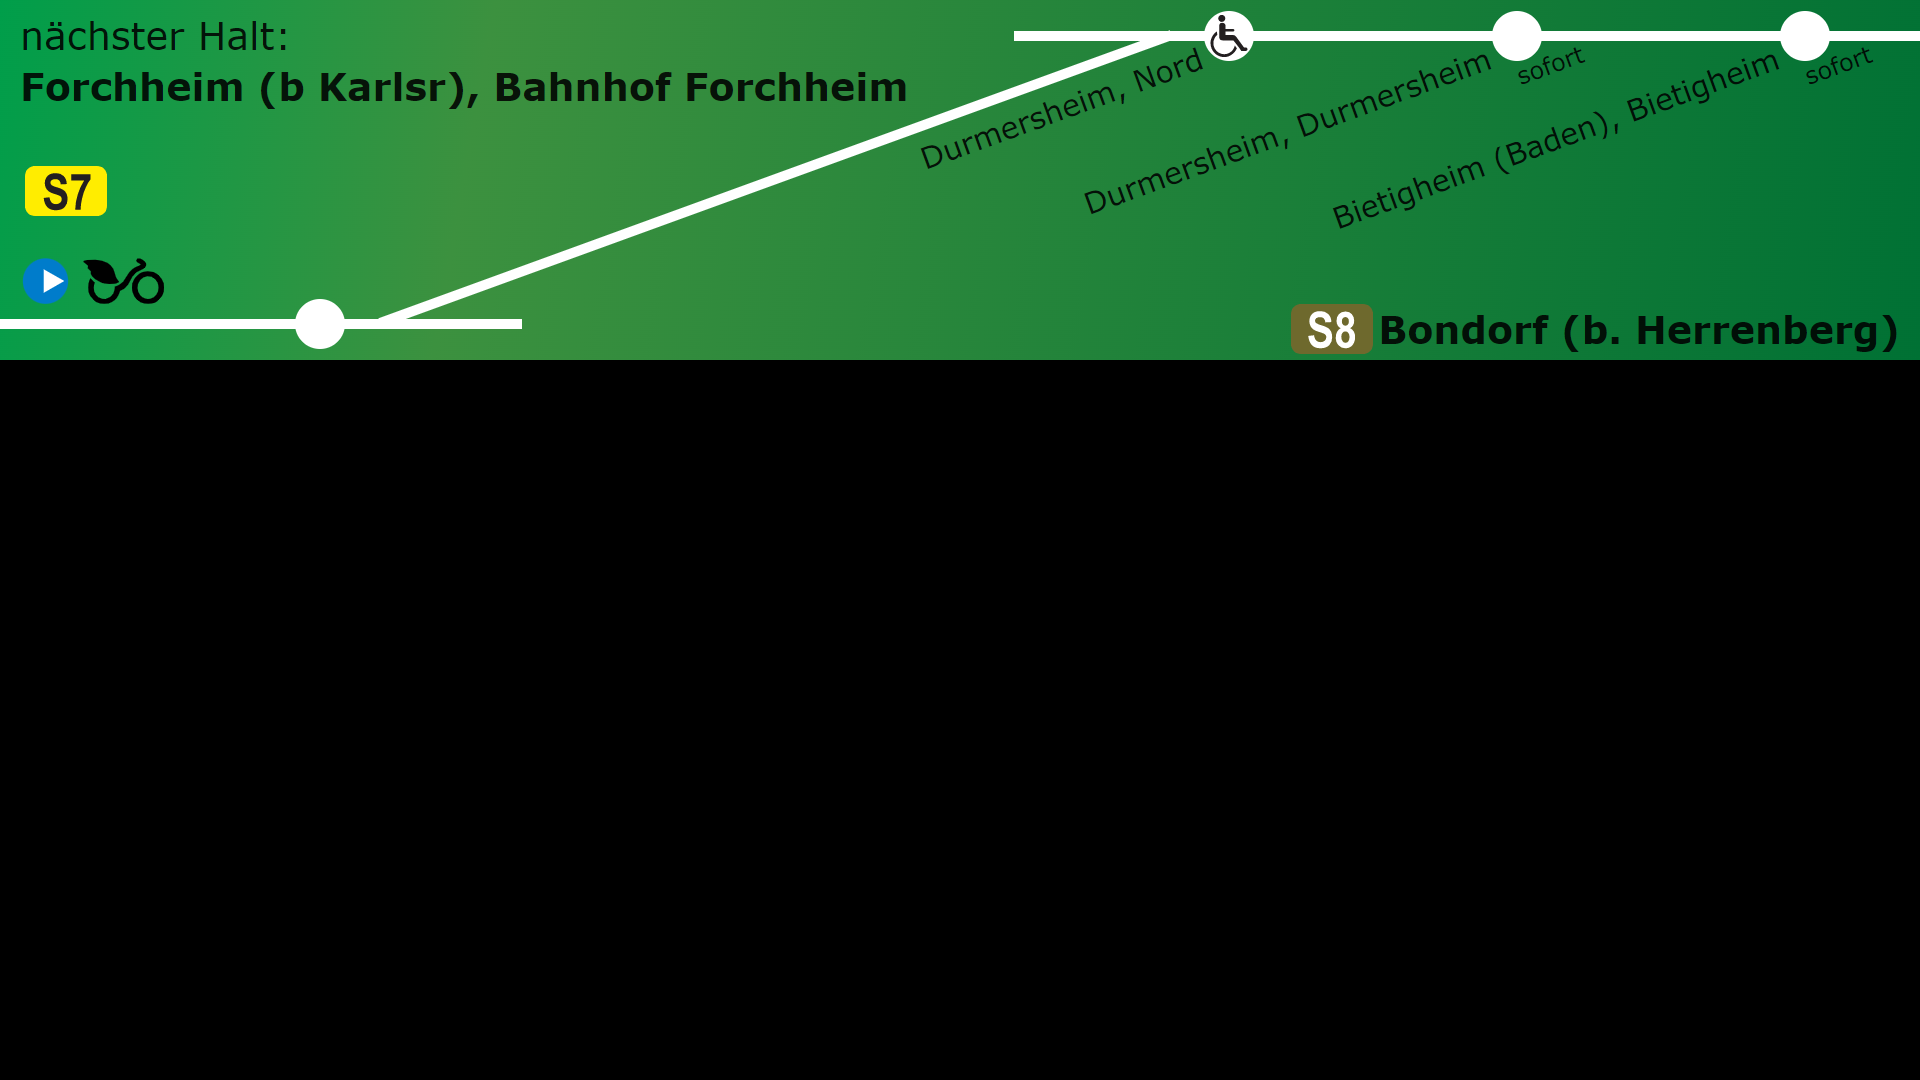 nächster Halt:
Forchheim (b Karlsr), Bahnhof Forchheim
S7
Durmersheim, Nord
Durmersheim, Durmersheim
sofort
Bietigheim (Baden), Bietigheim
sofort
S8 Bondorf (b. Herrenberg)